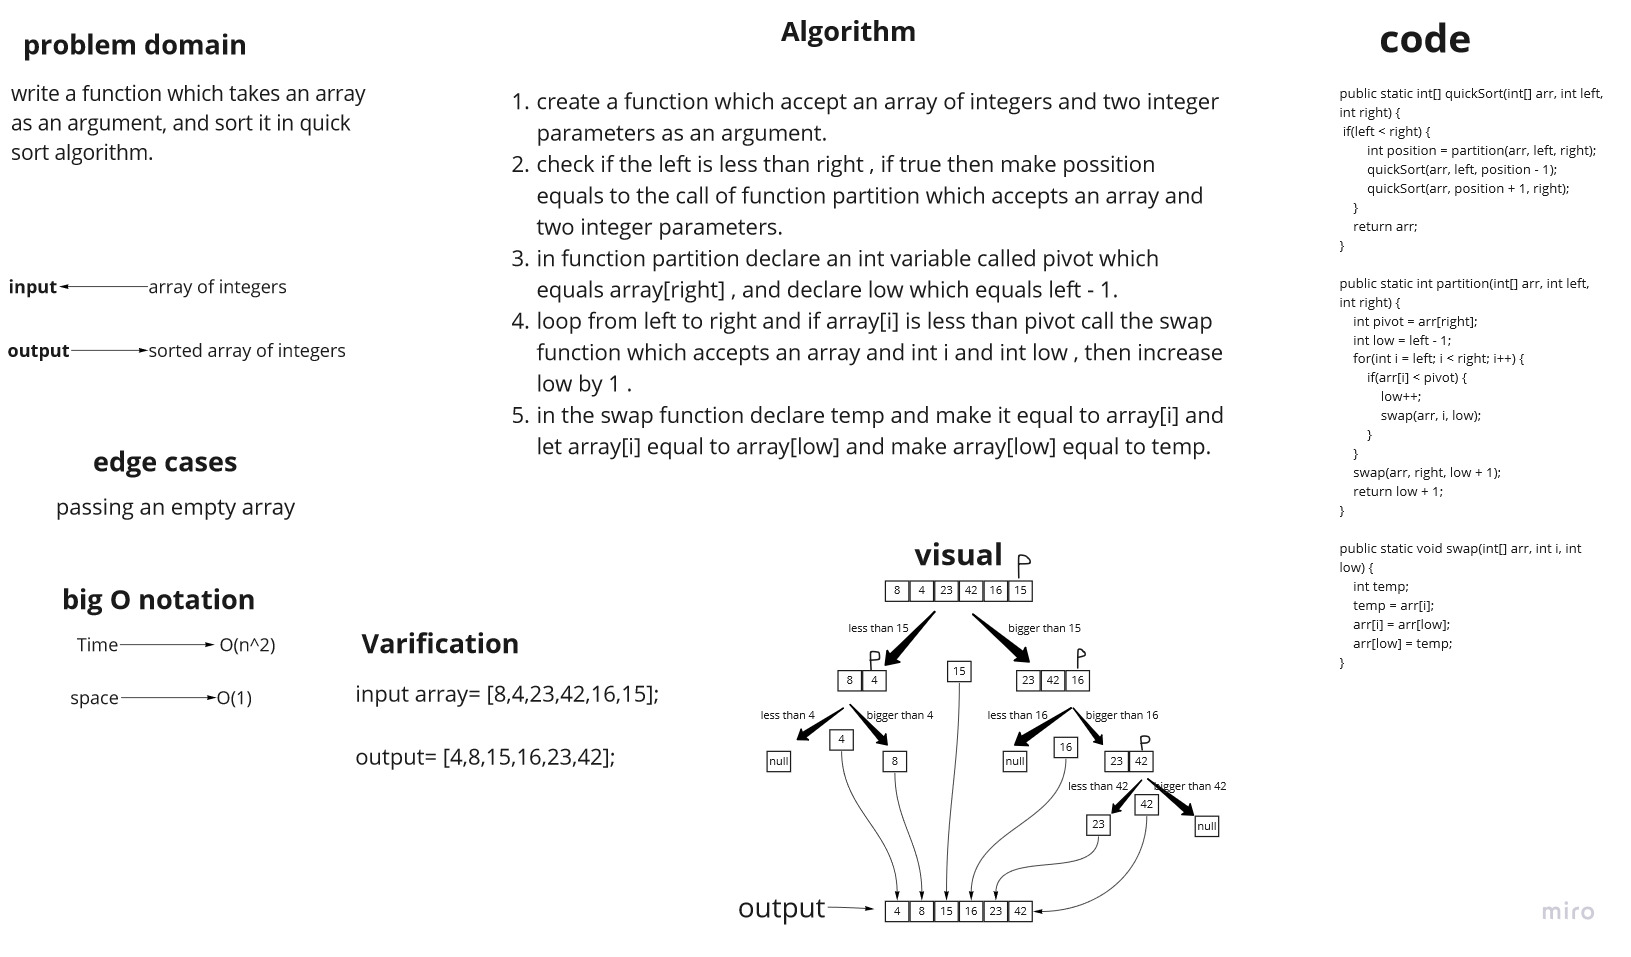 problem domain
write a function which takes an array
as an argument, and sort it in quick
sort algorithm.
input
array of integers
output
sorted array of integers
edge cases
passing an empty array
big O notation
Time
O(n^2)
space
O(1)
Varification
input array= [8,4,23,42,16,15];
output= [4,8,15,16,23,42];
Algorithm
1. create a function which accept an array of integers and two integer
parameters as an argument.
2. check if the left is less than right , if true then make possition
equals to the call of function partition which accepts an array and
two integer parameters.
3. in function partition declare an int variable called pivot which
equals array[right] , and declare low which equals left - 1.
4. loop from left to right and if array[i] is less than pivot call the swap
function which accepts an array and int i and int low , then increase
low by 1 .
5. in the swap function declare temp and make it equal to array[i] and
let array[i] equal to array[low] and make array[low] equal to temp.
visual
P
8 4 23 42 16 15
less than 15
bigger than 15
P
8 4
15
P
23 42 16
less than 4
bigger than 4
less than 16
bigger than 16
null
4
8
null
16
P
23 42
less than 42
bigger than 42
23
42
null
output
4 8 15 16 23 42
code
public static int[] quickSort(int[] arr, int left,
int right) {
if(left < right) {
int position = partition(arr, left, right);
quickSort(arr, left, position - 1);
quickSort(arr, position + 1, right);
}
return arr;
}
public static int partition(int[] arr, int left,
int right) {
int pivot = arr[right];
int low = left - 1;
for(int i = left; i < right; i++) {
if(arr[i] < pivot) {
low++;
swap(arr, i, low);
}
}
swap(arr, right, low + 1);
return low + 1;
}
public static void swap(int[] arr, int i, int
low) {
int temp;
temp = arr[i];
arr[i] = arr[low];
arr[low] = temp;
}
miro